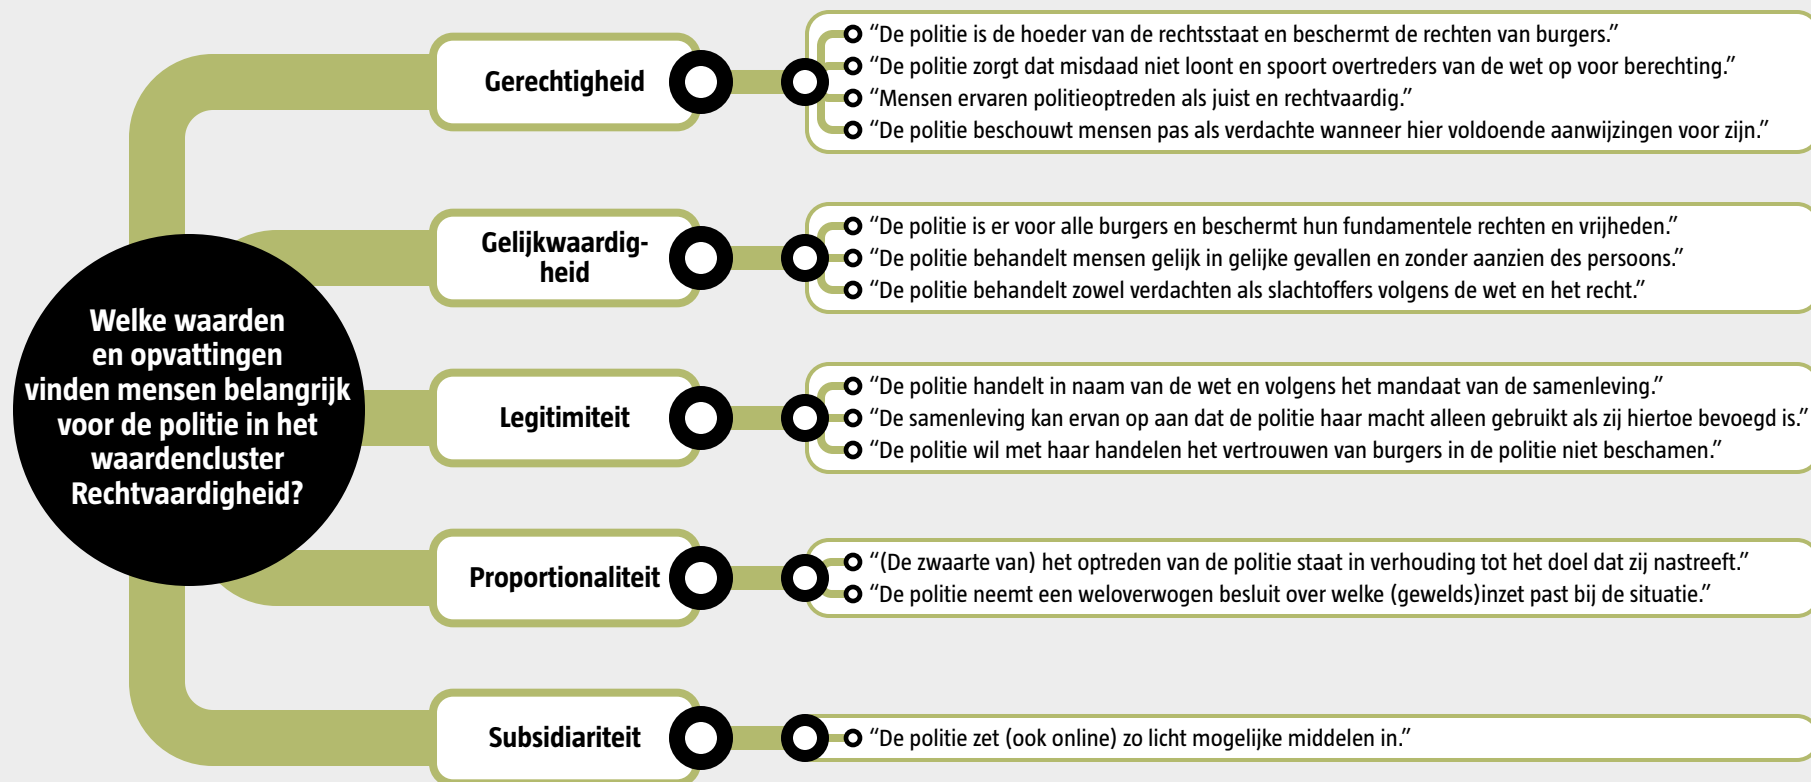 Welke waarden
en opvattingen
vinden mensen belangrijk
voor de politie in het
waardencluster
Rechtvaardigheid?
Gerechtigheid
“De politie is de hoeder van de rechtsstaat en beschermt de rechten van burgers.”
“De politie zorgt dat misdaad niet loont en spoort overtreders van de wet op voor berechting.”
“Mensen ervaren politieoptreden als juist en rechtvaardig.”
“De politie beschouwt mensen pas als verdachte wanneer hier voldoende aanwijzingen voor zijn.”
Gelijkwaardig-
heid
“De politie is er voor alle burgers en beschermt hun fundamentele rechten en vrijheden.”
“De politie behandelt mensen gelijk in gelijke gevallen en zonder aanzien des persoons.”
“De politie behandelt zowel verdachten als slachtoffers volgens de wet en het recht.”
Legitimiteit
“De politie handelt in naam van de wet en volgens het mandaat van de samenleving.”
“De samenleving kan ervan op aan dat de politie haar macht alleen gebruikt als zij hiertoe bevoegd is.”
“De politie wil met haar handelen het vertrouwen van burgers in de politie niet beschamen.”
Proportionaliteit
“(De zwaarte van) het optreden van de politie staat in verhouding tot het doel dat zij nastreeft.”
“De politie neemt een weloverwogen besluit over welke (gewelds)inzet past bij de situatie.”
Subsidiariteit
“De politie zet (ook online) zo licht mogelijke middelen in.”